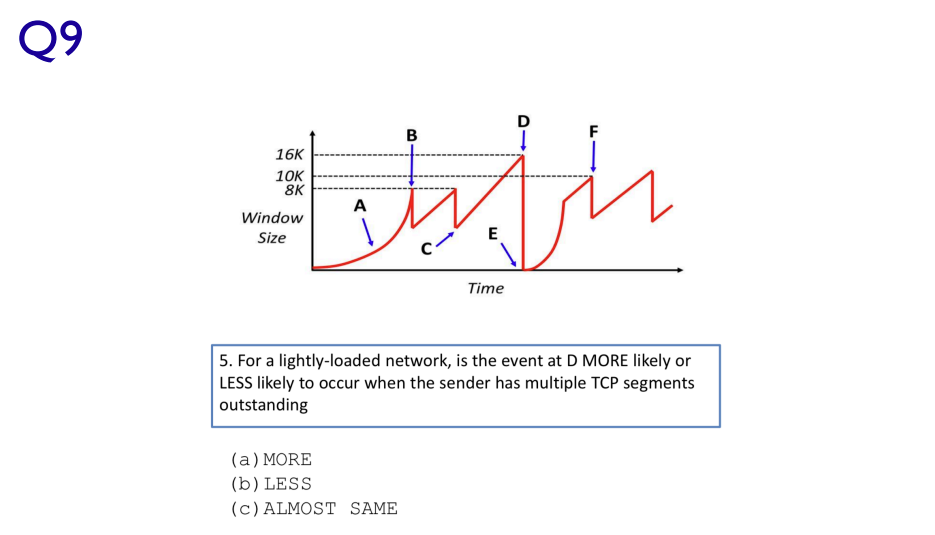 Q9
B
D
F
16K
10K
8K
A
Window
Size
E
C
Time
5. For a lightly-loaded network, is the event at D MORE likely or
LESS likely to occur when the sender has multiple TCP segments
outstanding
(a)MORE
(b)LESS
(c)ALMOST SAME